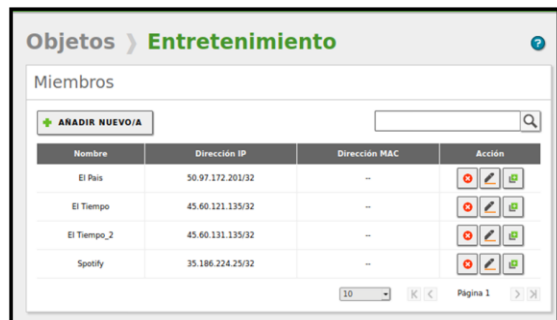 Objetos ❭ Entretenimiento
Miembros
AÑADIR NUEVO/A
Nombre Dirección IP Dirección MAC Acción
El Pais 50.97.172.201/32 --
El Tiempo 45.60.121.135/32 --
El Tiempo_2 45.60.131.135/32 --
Spotify 35.186.224.25/32 --
10 Página 1